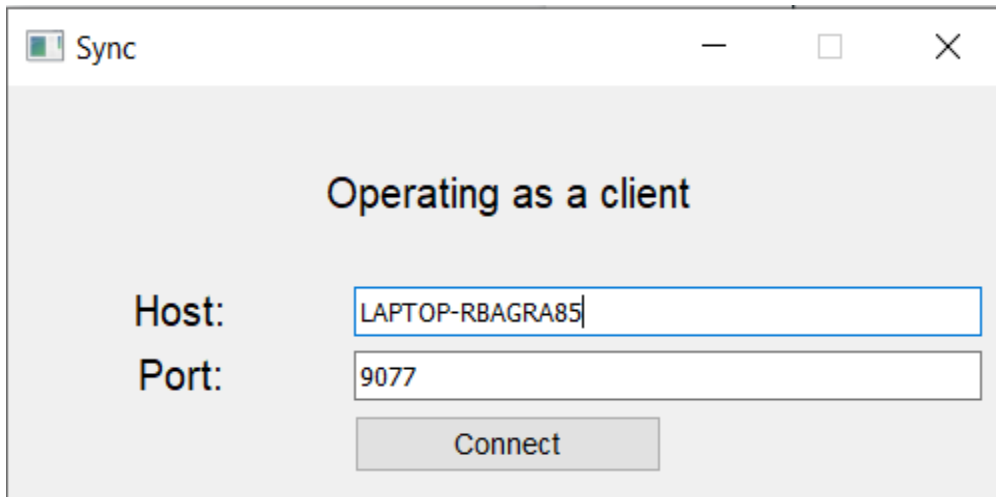 Sync
Operating as a client
Host: LAPTOP-RBAGRA85
Port: 9077
Connect